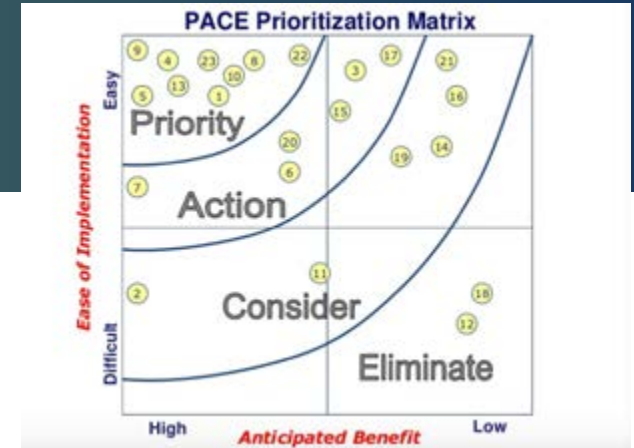 PACE Prioritization Matrix
9
4
23
8
22
17
3
21
10
13
5
1
16
15
Easy
Priority
20
14
19
6
7
Action
Ease of Implementation
11
2
18
Consider
12
Difficult
Eliminate
High
Low
Anticipated Benefit